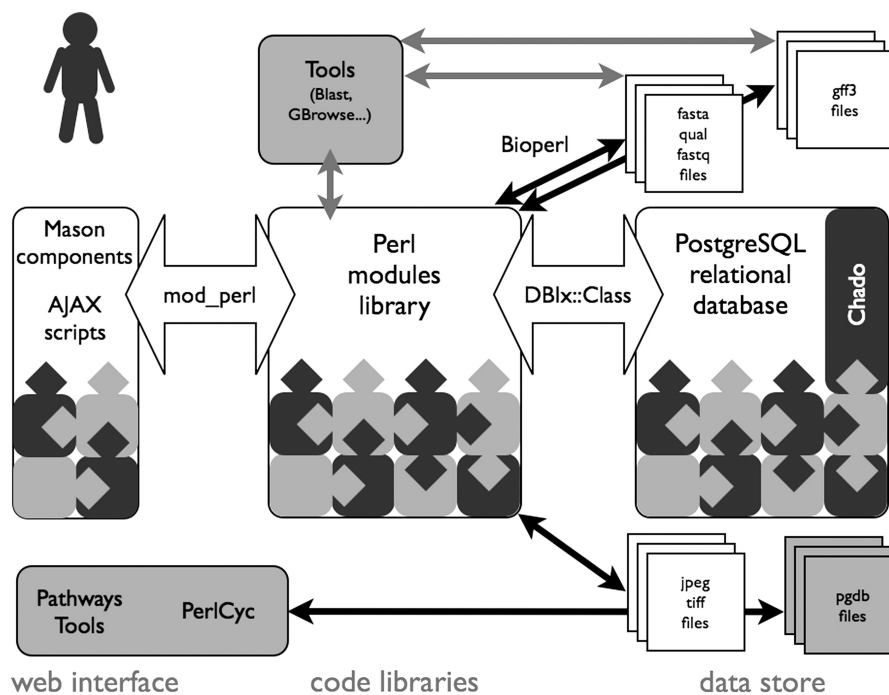 Tools
(Blast,
GBrowse...)
gff3
files
fasta
qual
fastq
files
Bioperl
Mason
components
AJAX
scripts
mod_perl
Perl
modules
library
DBIx::Class
PostgreSQL
relational
database
Chado
jpeg
tiff
files
pgdb
files
Pathways
Tools
PerlCyc
web interface
code libraries
data store